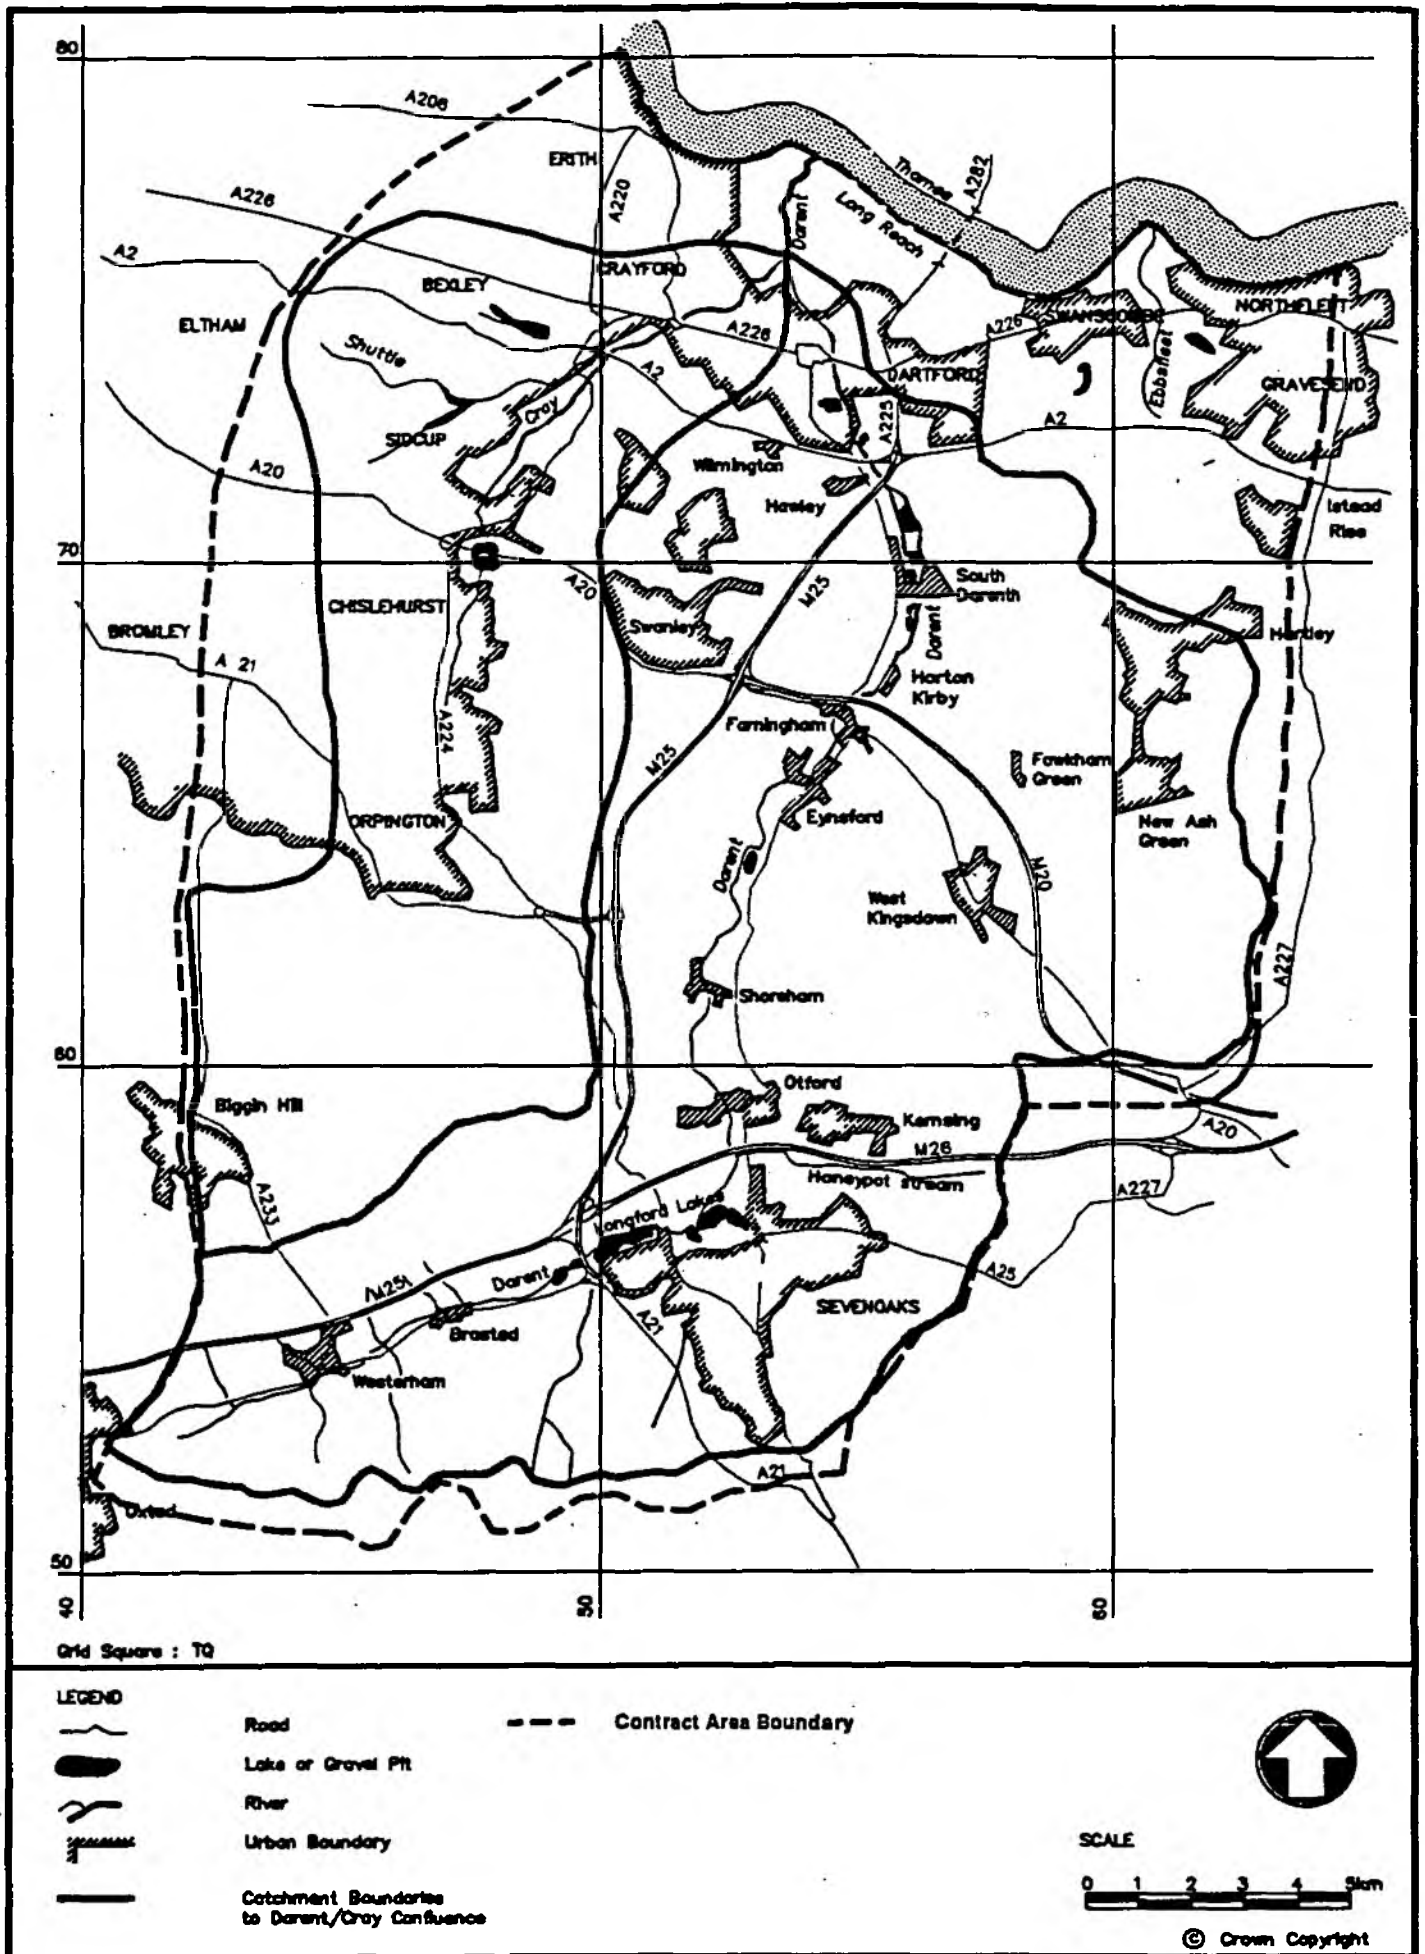 80
A206
ERITH
A220
A226
Thames
A282
Long Reach
Darent
A2
CRAYFORD
BEXLEY
ELTHAM
Shuttle
A226
A226
SWANSCOMBE
NORTHFLEET
Ebbsfleet
A2
DARTFORD
GRAVESEND
Cray
SIDCUP
A225
A2
A20
Wilmington
Hawley
Istead
Rise
70
A20
M25
South
Darenth
CHISLEHURST
Swanley
Darent
Hartley
BROMLEY
A 21
Horton
Kirby
A224
Farningham
M25
Fawkham
Green
ORPINGTON
Eynsford
New Ash
Green
Darent
M20
West
Kingsdown
A227
Shoreham
60
Otford
Biggin Hill
Kemsing
A20
M26
Honeypot stream
A227
A233
Longford Lakes
Darent
A25
M25
SEVENOAKS
A21
Brasted
Westerham
A21
Oxted
50
40
50
60
Grid Square : TQ
LEGEND
Road
Contract Area Boundary
Lake or Gravel Pit
River
Urban Boundary
SCALE
0 1 2 3 4 5km
Catchment Boundaries
to Darent/Cray Confluence
© Crown Copyright